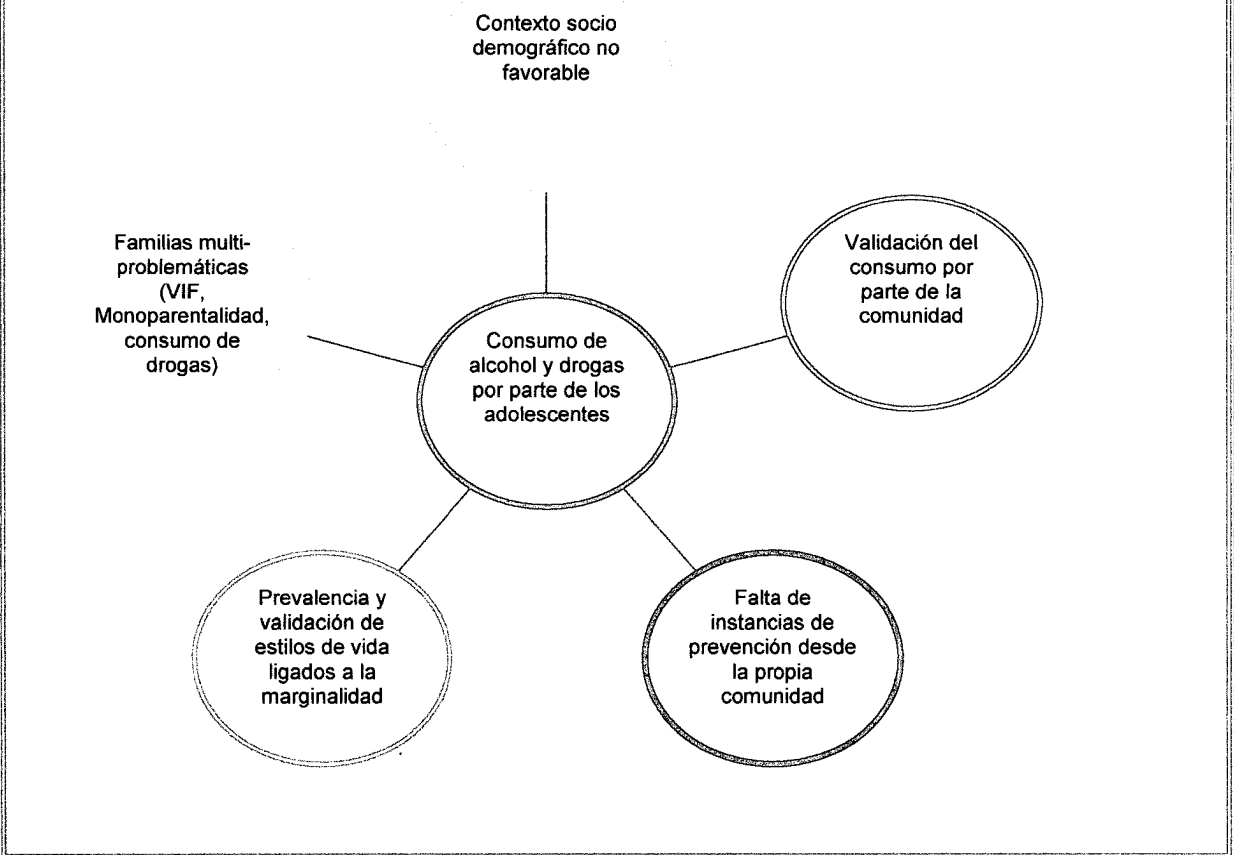 Contexto socio
demográfico no
favorable
Familias multi-
problemáticas
(VIF,
Monoparentalidad,
consumo de
drogas)
Validación del
consumo por
parte de la
comunidad
Consumo de
alcohol y drogas
por parte de los
adolescentes
Prevalencia y
validación de
estilos de vida
ligados a la
marginalidad
Falta de
instancias de
prevención desde
la propia
comunidad